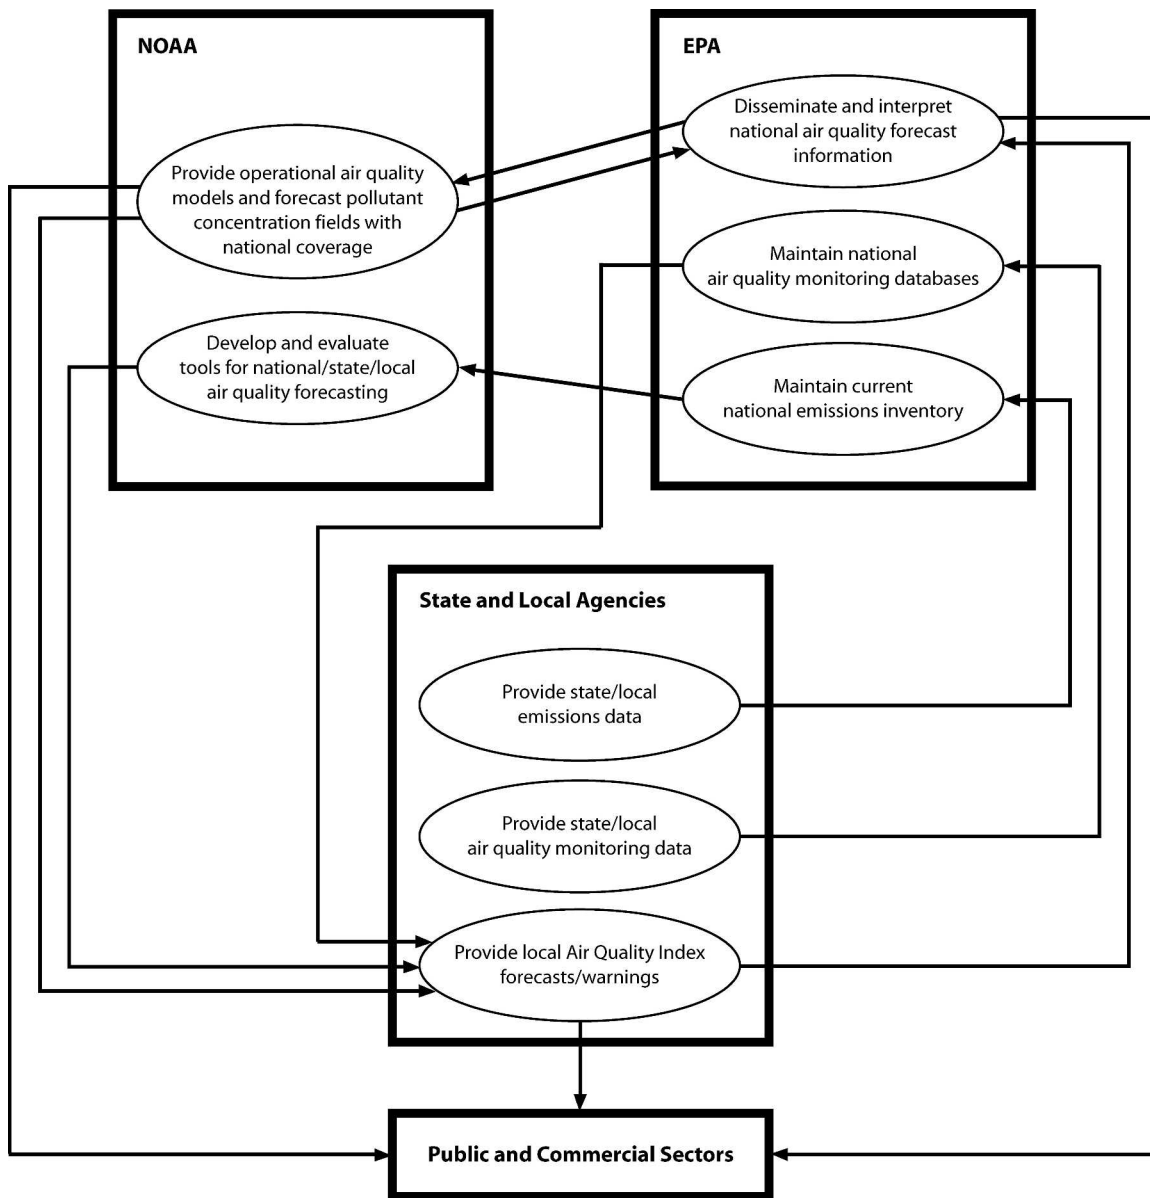 NOAA
Provide operational air quality
models and forecast pollutant
concentration fields with
national coverage
Develop and evaluate
tools for national/state/local
air quality forecasting
EPA
Disseminate and interpret
national air quality forecast
information
Maintain national
air quality monitoring databases
Maintain current
national emissions inventory
State and Local Agencies
Provide state/local
emissions data
Provide state/local
air quality monitoring data
Provide local Air Quality Index
forecasts/warnings
Public and Commercial Sectors